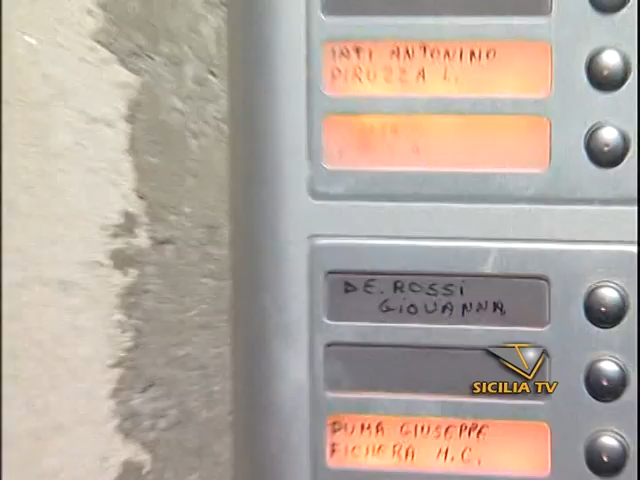 IATI ANTONINO
PIRUZZA L.
DE. ROSSi
GiOVANNA
SICILIA TV
PUMA GIUSEPPE
FICHERA M.C.